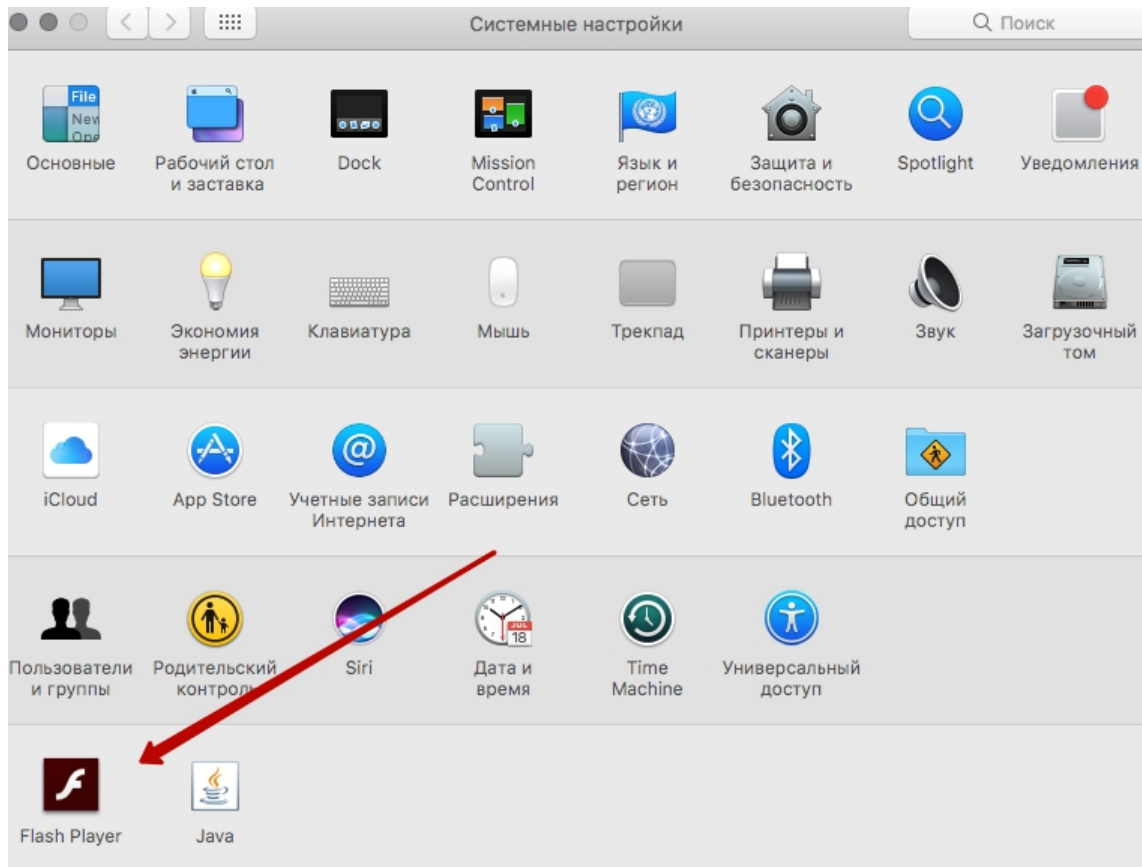 Системные настройки
Поиск
File
New
Ope
Основные
Рабочий стол
и заставка
Dock
Mission
Control
Язык и
регион
Защита и
безопасность
Spotlight
Уведомления
Мониторы
Экономия
энергии
Клавиатура
Мышь
Трекпад
Принтеры и
сканеры
Звук
Загрузочный
том
iCloud
App Store
Учетные записи
Интернета
Расширения
Сеть
Bluetooth
Общий
доступ
Пользователи
и группы
Родительский
контроль
Siri
JUL
18
Дата и
время
Time
Machine
Универсальный
доступ
Flash Player
Java